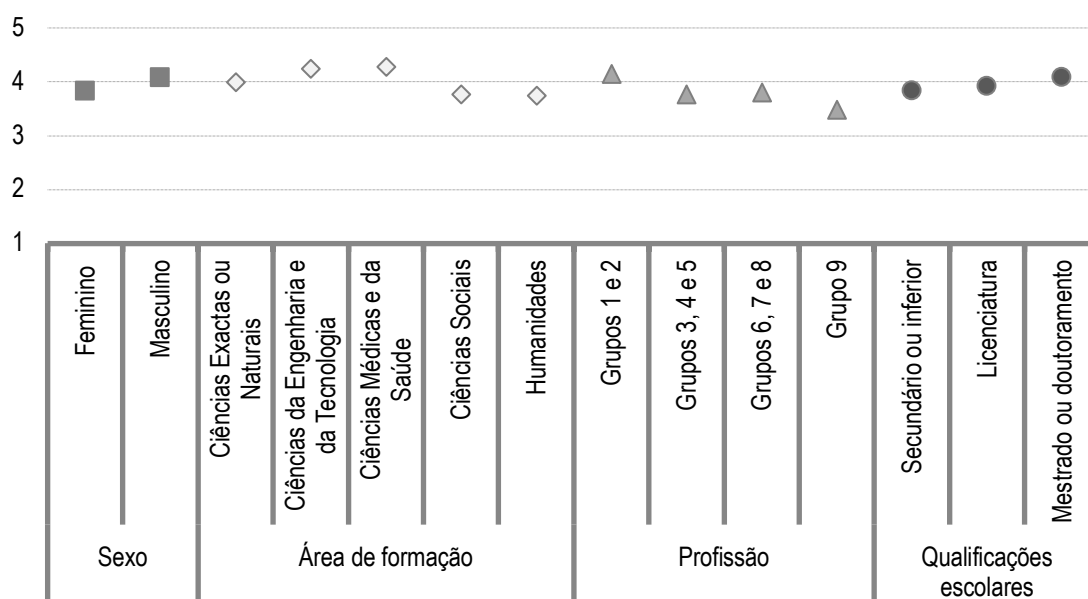 5
4
3
2
1
Feminino
Masculino
Ciências Exactas ou
Naturais
Ciências da Engenharia e
da Tecnologia
Ciências Médicas e da
Saúde
Ciências Sociais
Humanidades
Grupos 1 e 2
Grupos 3, 4 e 5
Grupos 6, 7 e 8
Grupo 9
Secundário ou inferior
Licenciatura
Mestrado ou doutoramento
Sexo
Área de formação
Profissão
Qualificações
escolares